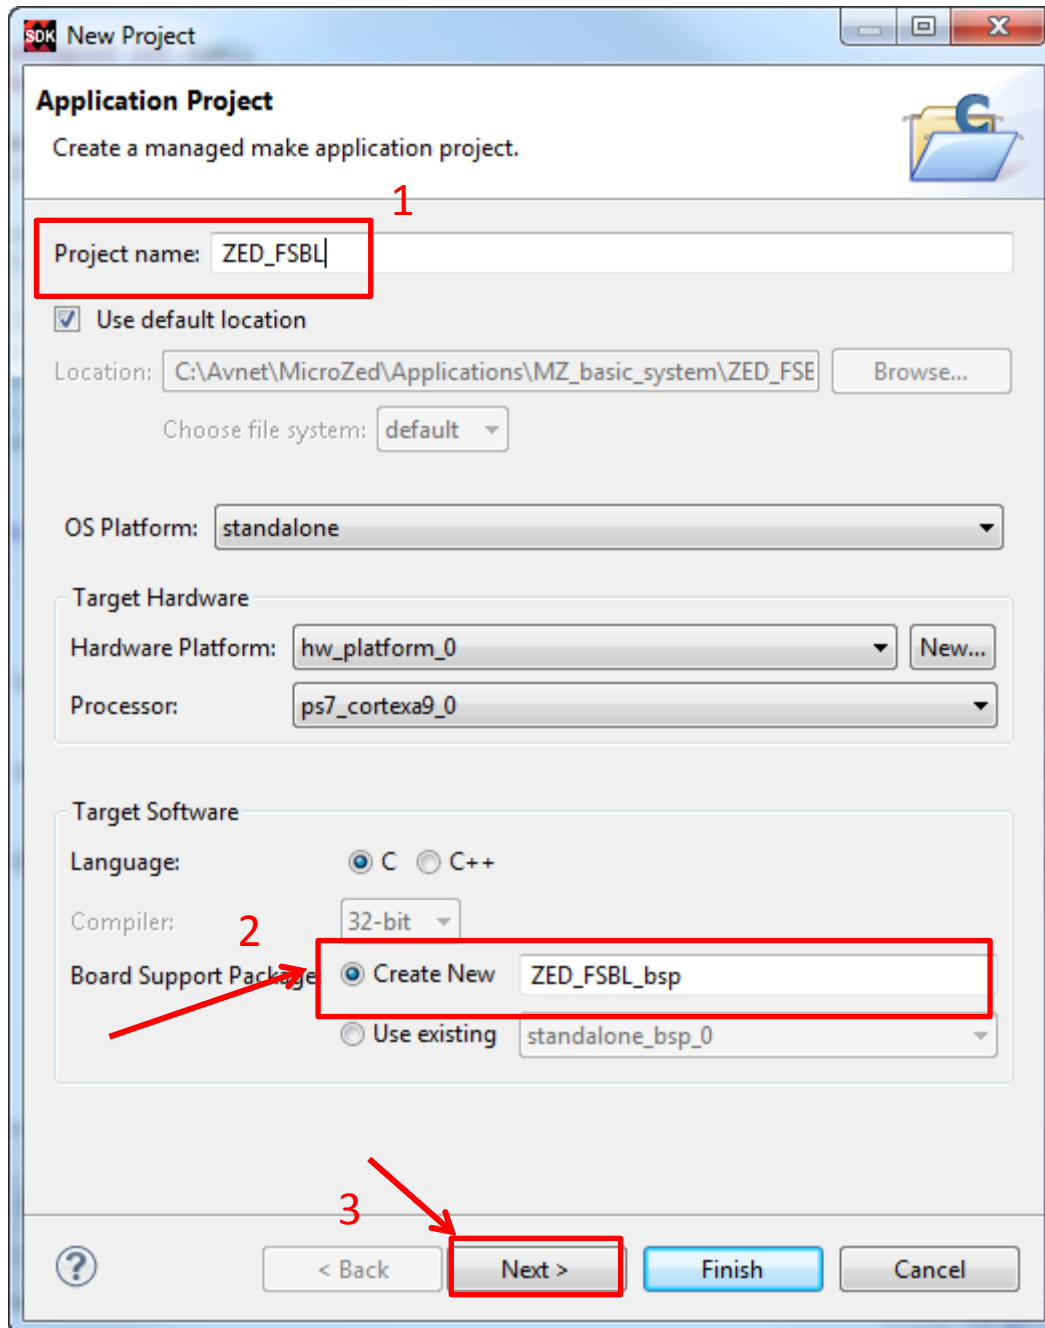 SDK New Project
Application Project
Create a managed make application project.
1
Project name: ZED_FSBL
Use default location
Location: C:\Avnet\MicroZed\Applications\MZ_basic_system\ZED_FSE Browse...
Choose file system: default
OS Platform: standalone
Target Hardware
Hardware Platform: hw_platform_0 New...
Processor: ps7_cortexa9_0
Target Software
Language: C C++
Compiler: 32-bit
2
Board Support Package Create New ZED_FSBL_bsp
Use existing standalone_bsp_0
3
? < Back Next > Finish Cancel